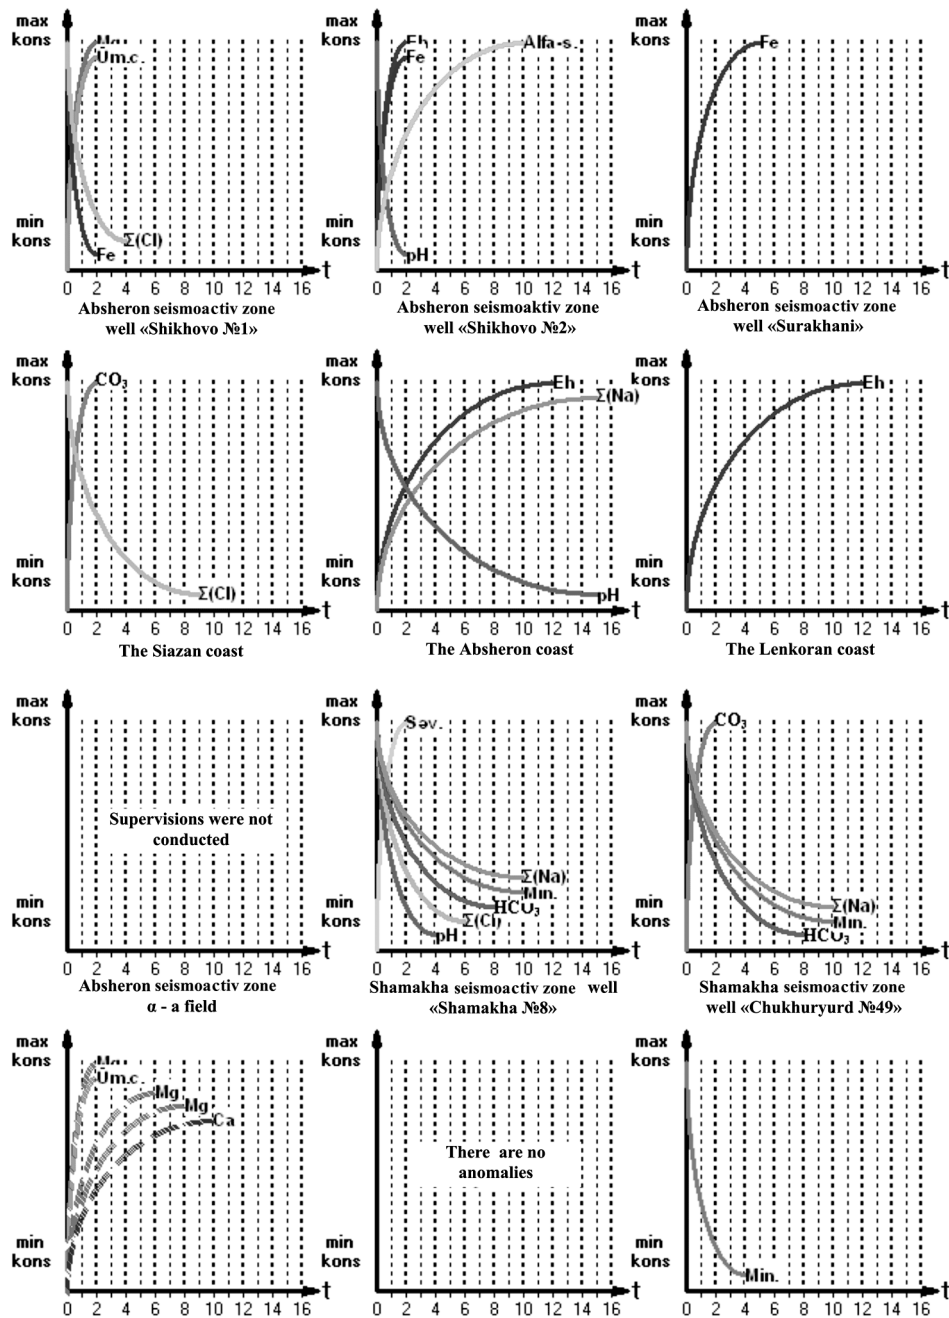 max
kons
Üm.c.
Σ(Cl)
Fe
min
kons
t
0 2 4 6 8 10 12 14 16
Absheron seismoactiv zone
well «Shikhovo №1»
max
kons
Eh
Fe
Alfa-s.
min
kons
pH
t
0 2 4 6 8 10 12 14 16
Absheron seismoaktiv zone
well «Shikhovo №2»
max
kons
Fe
min
kons
t
0 2 4 6 8 10 12 14 16
Absheron seismoactiv zone
well «Surakhani»
max
kons
CO₃
min
kons
Σ(Cl)
t
0 2 4 6 8 10 12 14 16
The Siazan coast
max
kons
Eh
Σ(Na)
min
kons
pH
t
0 2 4 6 8 10 12 14 16
The Absheron coast
max
kons
Eh
min
kons
t
0 2 4 6 8 10 12 14 16
The Lenkoran coast
max
kons
Supervisions were not
conducted
min
kons
t
0 2 4 6 8 10 12 14 16
Absheron seismoactiv zone
α - a field
max
kons
Səv.
Σ(Na)
Min.
HCO₃
Σ(Cl)
pH
min
kons
t
0 2 4 6 8 10 12 14 16
Shamakha seismoactiv zone well
«Shamakha №8»
max
kons
CO₃
Σ(Na)
Min.
HCO₃
min
kons
t
0 2 4 6 8 10 12 14 16
Shamakha seismoactiv zone
well «Chukhuryurd №49»
max
kons
Üm.c.
Mg
Mg
Ca
min
kons
t
0 2 4 6 8 10 12 14 16
max
kons
There are no
anomalies
min
kons
t
0 2 4 6 8 10 12 14 16
max
kons
min
kons
Min.
t
0 2 4 6 8 10 12 14 16